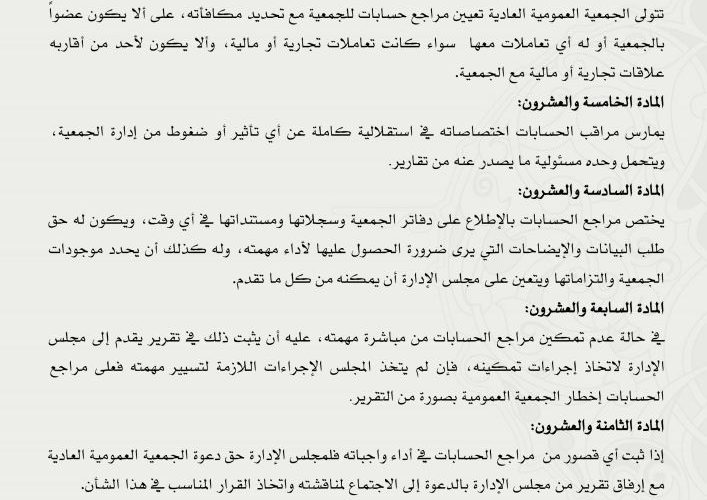 تتولى الجمعية العمومية العادية تعيين مراجع حسابات للجمعية مع تحديد مكافأته، على ألا يكون عضواً
بالجمعية أو له أي تعاملات معها سواء كانت تعاملات تجارية أو مالية، وألا يكون لأحد من أقاربه
علاقات تجارية أو مالية مع الجمعية.
المادة الخامسة والعشرون:
يمارس مراقب الحسابات اختصاصاته في استقلالية كاملة عن أي تأثير أو ضغوط من إدارة الجمعية،
ويتحمل وحده مسئولية ما يصدر عنه من تقارير.
المادة السادسة والعشرون:
يختص مراجع الحسابات بالإطلاع على دفاتر الجمعية وسجلاتها ومستنداتها في أي وقت، ويكون له حق
طلب البيانات والإيضاحات التي يرى ضرورة الحصول عليها لأداء مهمته، وله كذلك أن يحدد موجودات
الجمعية والتزاماتها ويتعين على مجلس الإدارة أن يمكنه من كل ما تقدم.
المادة السابعة والعشرون:
في حالة عدم تمكين مراجع الحسابات من مباشرة مهمته، عليه أن يثبت ذلك في تقرير يقدم إلى مجلس
الإدارة لاتخاذ إجراءات تمكينه، فإن لم يتخذ المجلس الإجراءات اللازمة لتسيير مهمته فعلى مراجع
الحسابات إخطار الجمعية العمومية بصورة من التقرير.
المادة الثامنة والعشرون:
إذا ثبت أي قصور من مراجع الحسابات في أداء واجباته فلمجلس الإدارة حق دعوة الجمعية العمومية العادية
مع إرفاق تقرير من مجلس الإدارة بالدعوة إلى الاجتماع لمناقشته واتخاذ القرار المناسب في هذا الشأن.